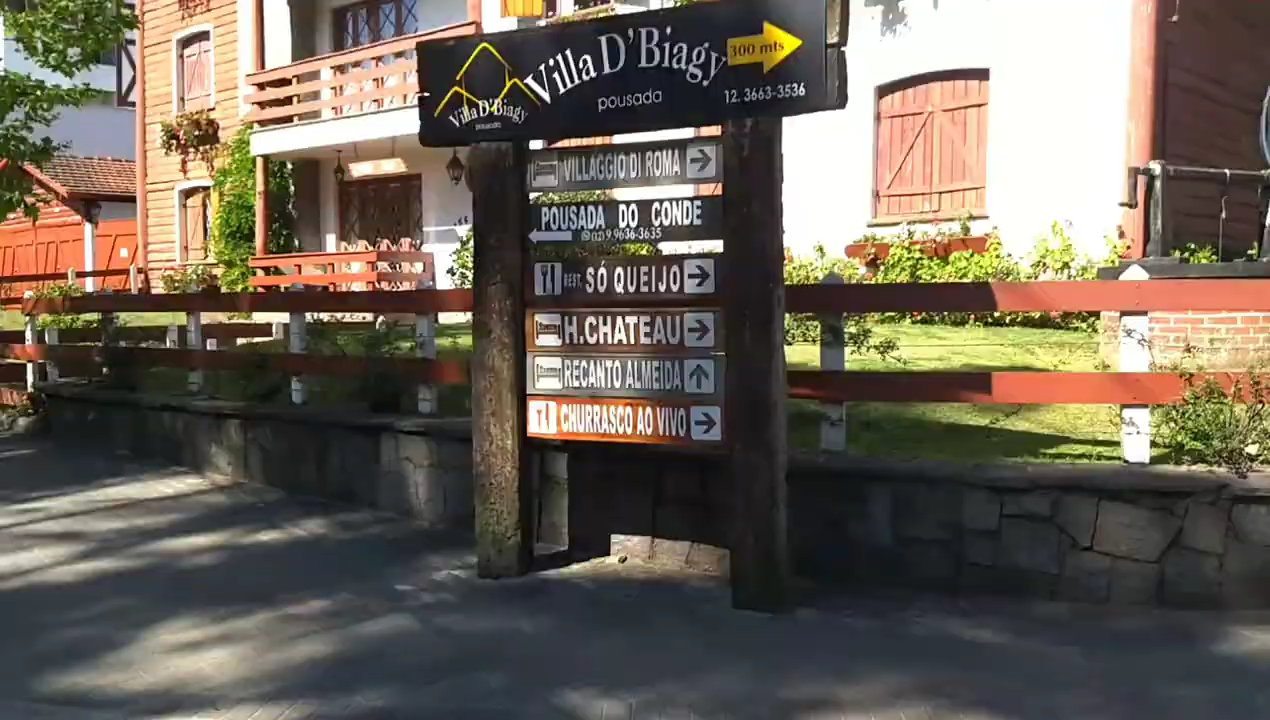 Villa D'Biagy
pousada
Villa D'Biagy
pousada
300 mts
12. 3663-3536
VILLAGGIO DI ROMA
POUSADA DO CONDE
(12) 9.9636-3635
REST. SÓ QUEIJO
H.CHATEAU
RECANTO ALMEIDA
CHURRASCO AO VIVO